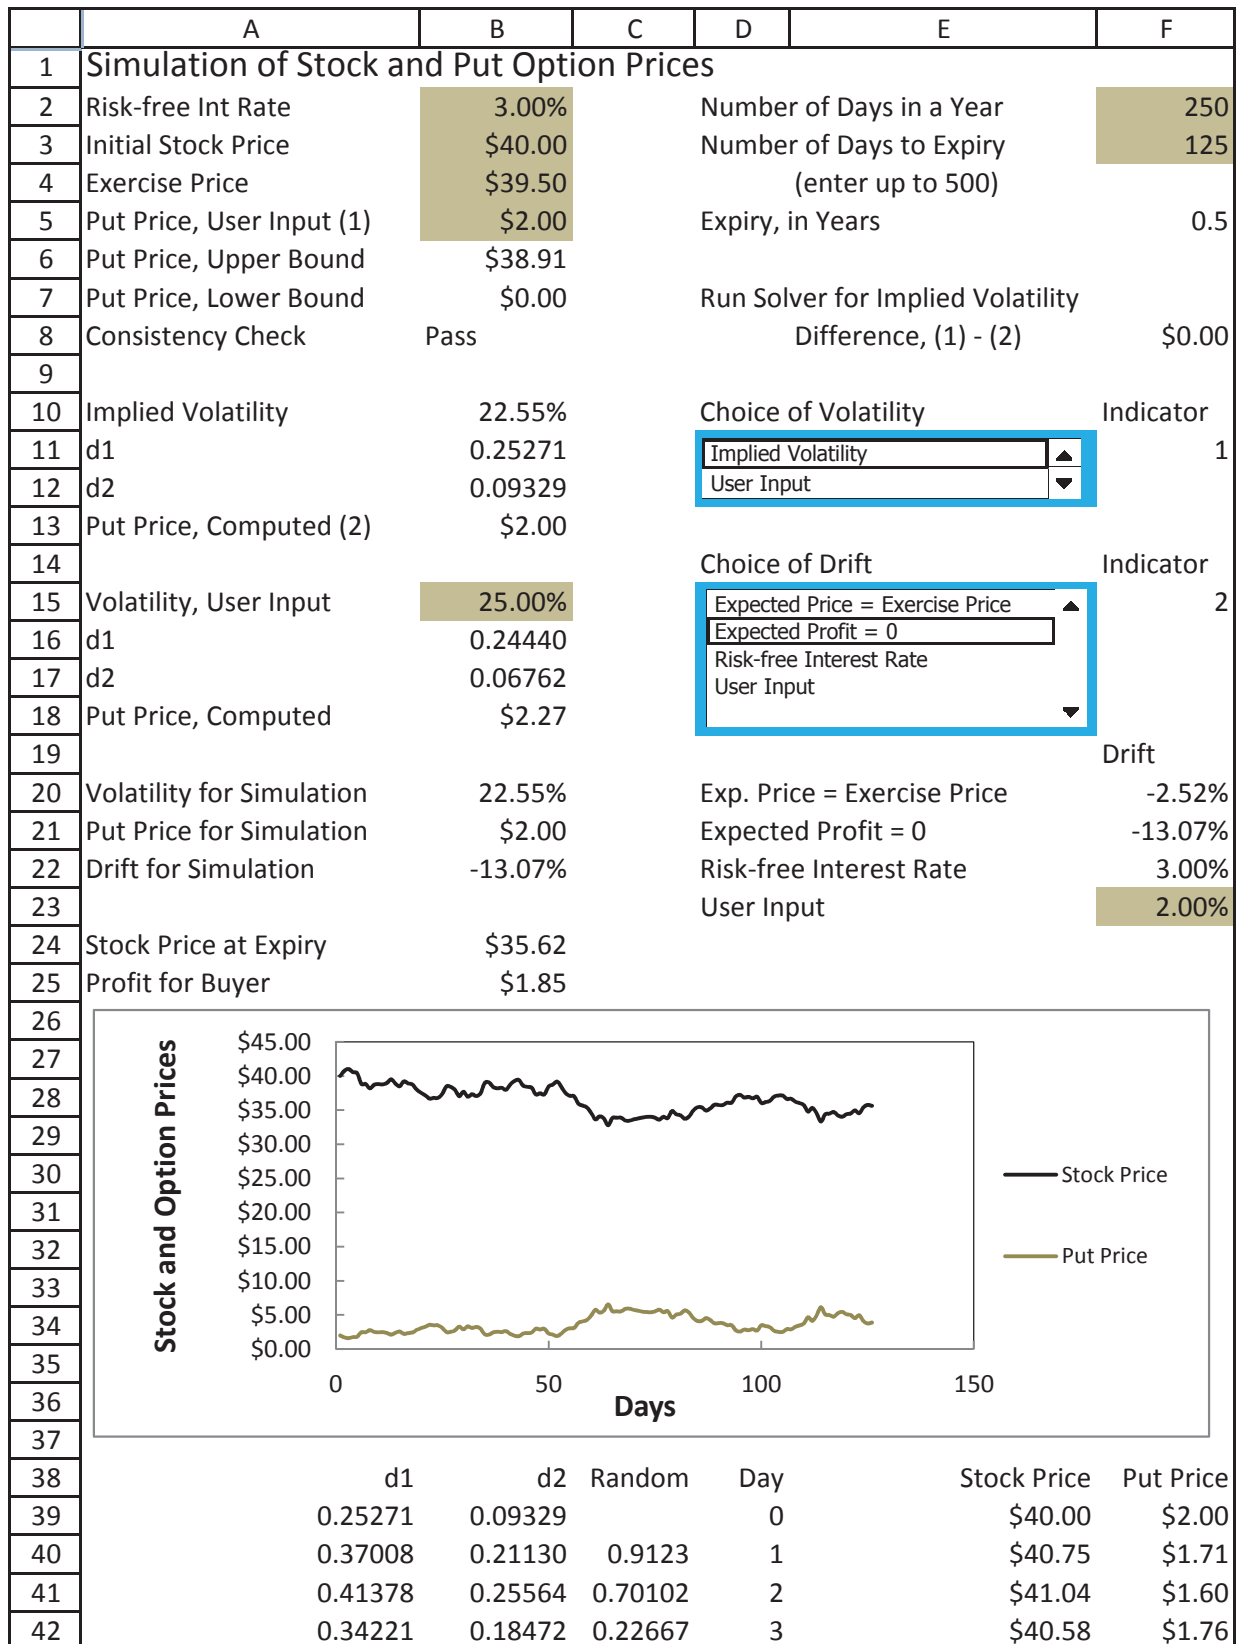 A B C D E F
1 Simulation of Stock and Put Option Prices
2 Risk-free Int Rate 3.00% Number of Days in a Year 250
3 Initial Stock Price $40.00 Number of Days to Expiry 125
4 Exercise Price $39.50 (enter up to 500)
5 Put Price, User Input (1) $2.00 Expiry, in Years 0.5
6 Put Price, Upper Bound $38.91
7 Put Price, Lower Bound $0.00 Run Solver for Implied Volatility
8 Consistency Check Pass Difference, (1) - (2) $0.00
9
10 Implied Volatility 22.55% Choice of Volatility Indicator
11 d1 0.25271 Implied Volatility 1
12 d2 0.09329 User Input
13 Put Price, Computed (2) $2.00
14 Choice of Drift Indicator
15 Volatility, User Input 25.00% Expected Price = Exercise Price 2
16 d1 0.24440 Expected Profit = 0
Risk-free Interest Rate
17 d2 0.06762 User Input
18 Put Price, Computed $2.27
19 Drift
20 Volatility for Simulation 22.55% Exp. Price = Exercise Price -2.52%
21 Put Price for Simulation $2.00 Expected Profit = 0 -13.07%
22 Drift for Simulation -13.07% Risk-free Interest Rate 3.00%
23 User Input 2.00%
24 Stock Price at Expiry $35.62
25 Profit for Buyer $1.85
26
27
28
29
30
31
32
33
34
35
36
37
Stock and Option Prices
$45.00
$40.00
$35.00
$30.00
$25.00
$20.00
$15.00
$10.00
$5.00
$0.00
0 50 100 150
Days
Stock Price
Put Price
38 d1 d2 Random Day Stock Price Put Price
39 0.25271 0.09329 0 $40.00 $2.00
40 0.37008 0.21130 0.9123 1 $40.75 $1.71
41 0.41378 0.25564 0.70102 2 $41.04 $1.60
42 0.34221 0.18472 0.22667 3 $40.58 $1.76